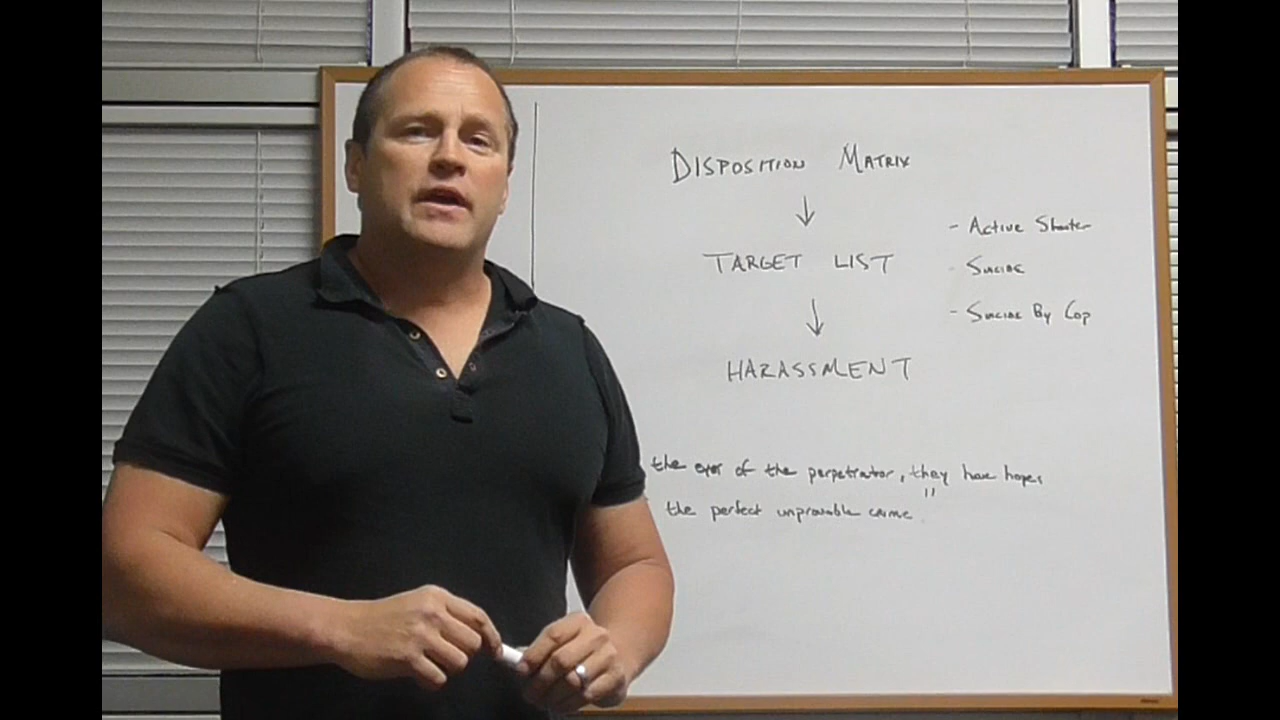 DISPOSITION MATRIX
↓
TARGET LIST
↓
HARASSMENT
- Active Shooter
- Suicide
- Suicide By Cop
the eyes of the perpetrator, they have hopes
the perfect unprovable crime."